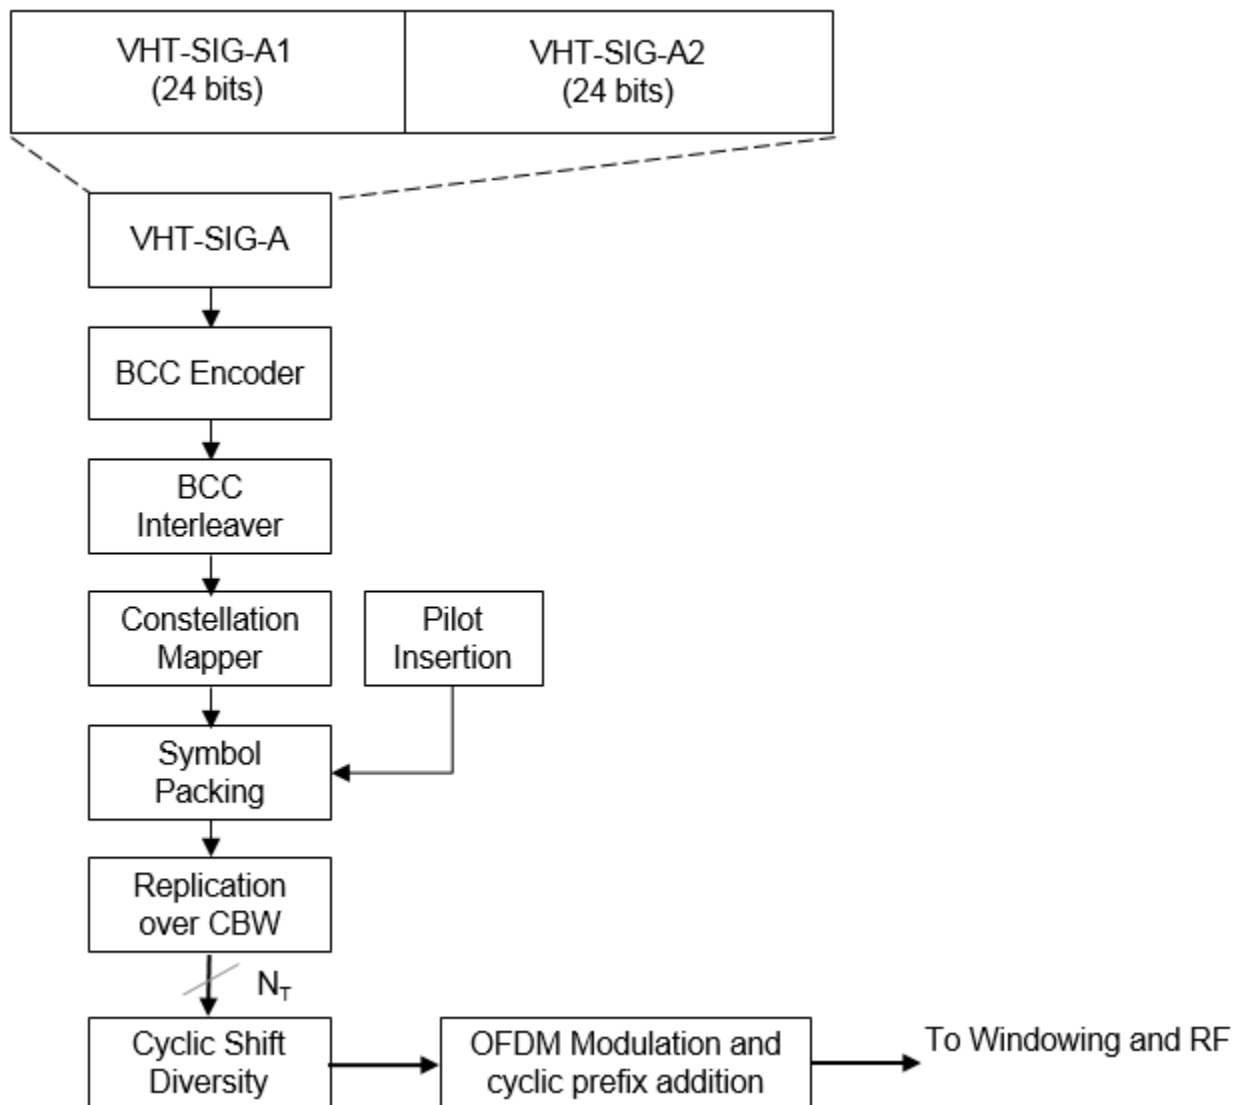 VHT-SIG-A1
(24 bits)
VHT-SIG-A2
(24 bits)
VHT-SIG-A
BCC Encoder
BCC
Interleaver
Constellation
Mapper
Pilot
Insertion
Symbol
Packing
Replication
over CBW
N_T
Cyclic Shift
Diversity
OFDM Modulation and
cyclic prefix addition
To Windowing and RF